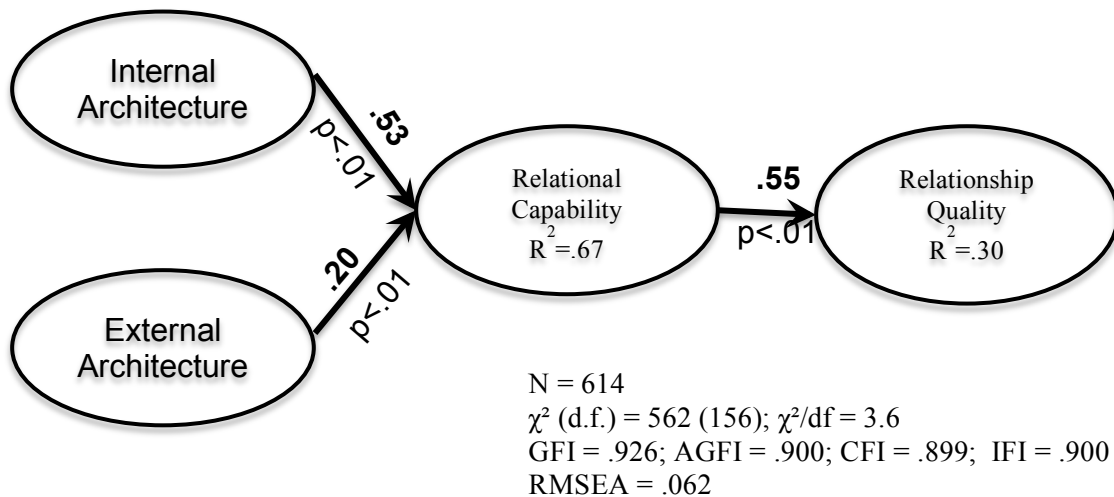 Internal
Architecture
.53
p<.01
External
Architecture
.20
p<.01
Relational
Capability
R²=.67
.55
p<.01
Relationship
Quality
R²=.30
N = 614
χ² (d.f.) = 562 (156); χ²/df = 3.6
GFI = .926; AGFI = .900; CFI = .899; IFI = .900
RMSEA = .062